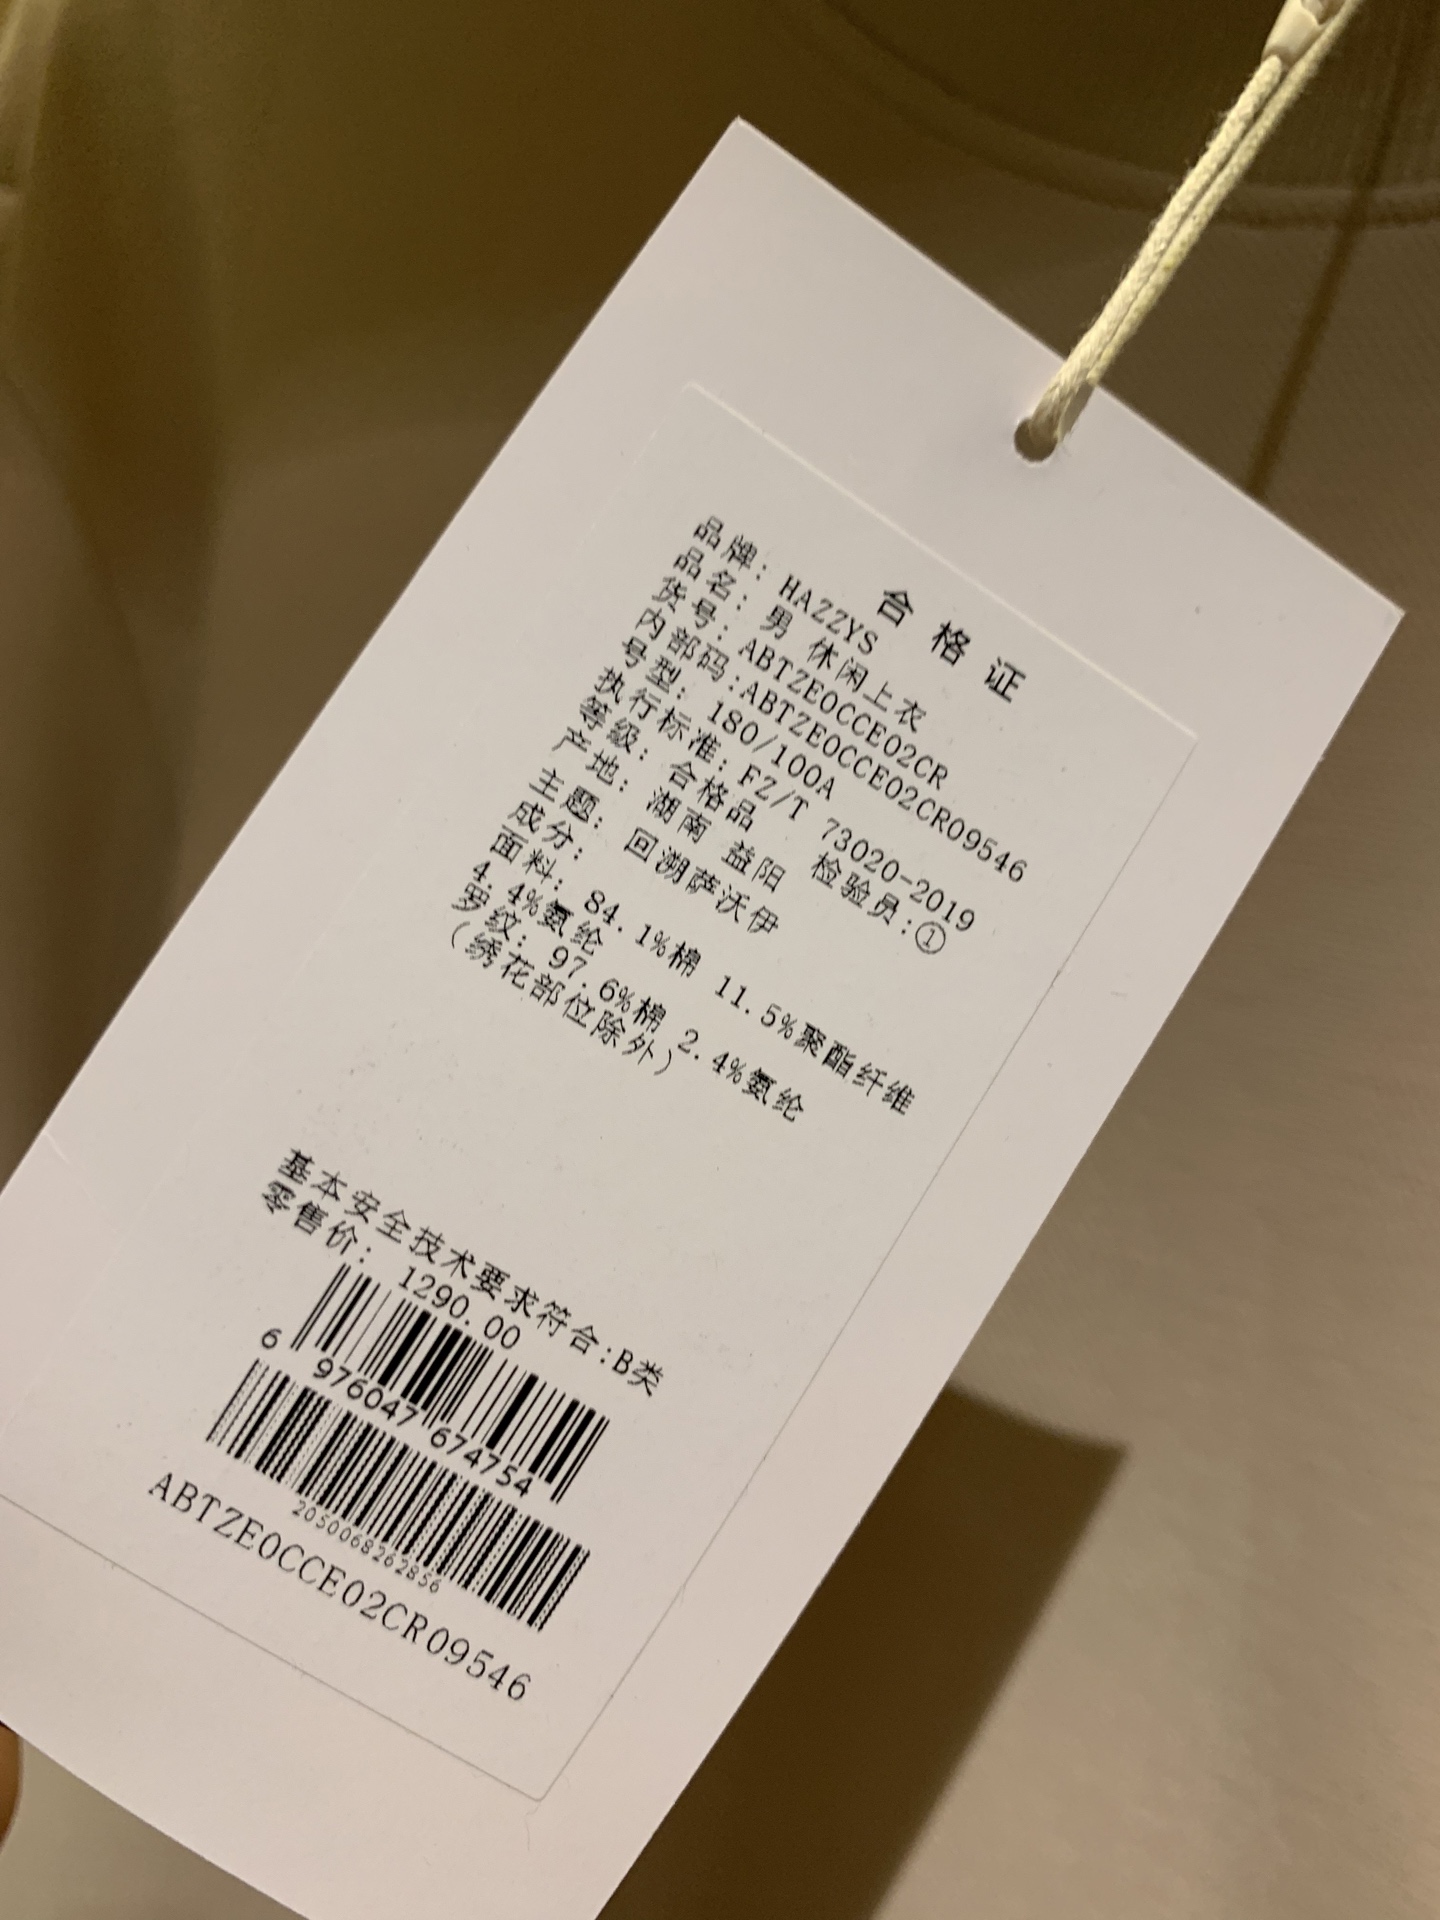 合格证
品牌: HAZZYS
品名: 男 休闲上衣
货号: ABTZE0CCE02CR
内部码:ABTZE0CCE02CR09546
号型: 180/100A
执行标准: FZ/T 73020-2019
等级: 合格品 检验员:①
产地: 湖南 益阳
主题: 回溯萨沃伊
成分:
面料: 84.1%棉 11.5%聚酯纤维
4.4%氨纶
罗纹: 97.6%棉 2.4%氨纶
(绣花部位除外)
基本安全技术要求符合:B类
零售价: 1290.00
6 976047 674754
2050068262856
ABTZE0CCE02CR09546